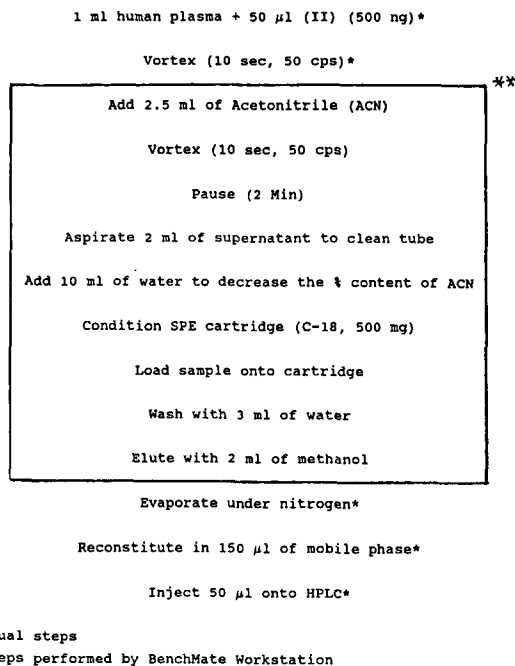 1 ml human plasma + 50 µl (II) (500 ng)*
Vortex (10 sec, 50 cps)*
**
Add 2.5 ml of Acetonitrile (ACN)
Vortex (10 sec, 50 cps)
Pause (2 Min)
Aspirate 2 ml of supernatant to clean tube
Add 10 ml of water to decrease the % content of ACN
Condition SPE cartridge (C-18, 500 mg)
Load sample onto cartridge
Wash with 3 ml of water
Elute with 2 ml of methanol
Evaporate under nitrogen*
Reconstitute in 150 µl of mobile phase*
Inject 50 µl onto HPLC*
steps
performed by BenchMate Workstation